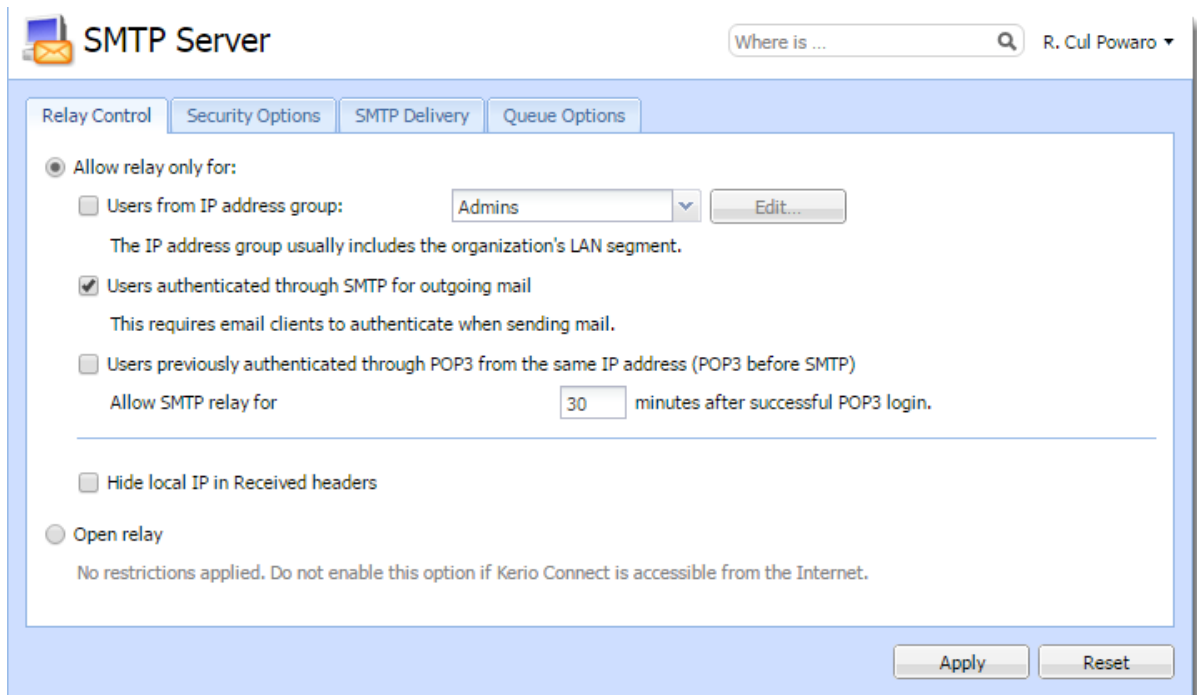 SMTP Server
Where is ...
R. Cul Powaro
Relay Control Security Options SMTP Delivery Queue Options
Allow relay only for:
Users from IP address group: Admins Edit...
The IP address group usually includes the organization's LAN segment.
Users authenticated through SMTP for outgoing mail
This requires email clients to authenticate when sending mail.
Users previously authenticated through POP3 from the same IP address (POP3 before SMTP)
Allow SMTP relay for 30 minutes after successful POP3 login.
Hide local IP in Received headers
Open relay
No restrictions applied. Do not enable this option if Kerio Connect is accessible from the Internet.
Apply Reset